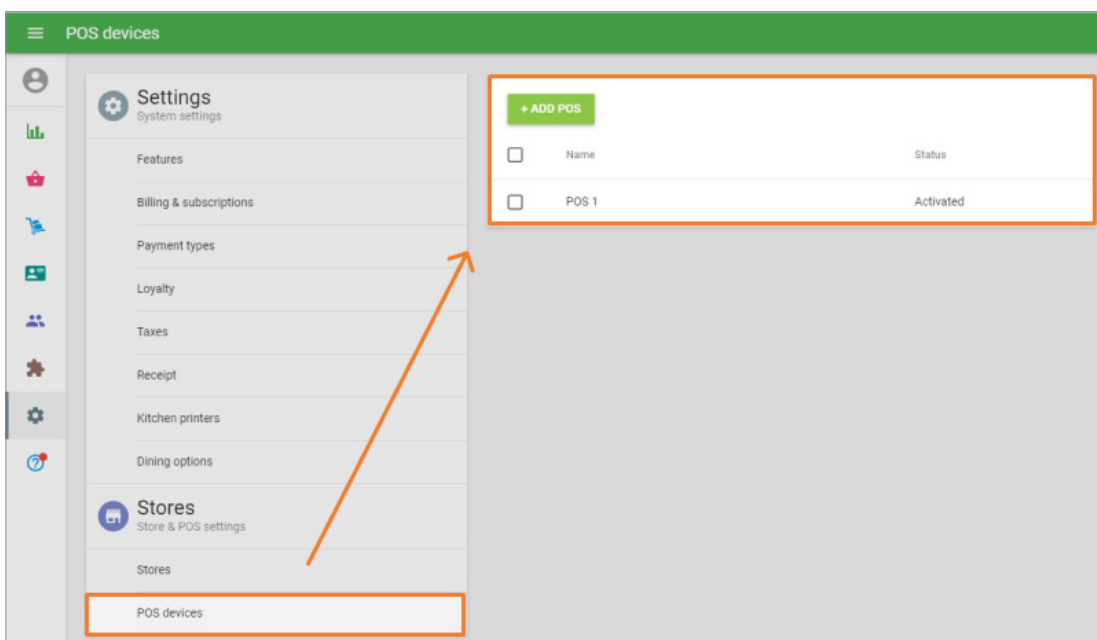 POS devices
Settings
System settings
Features
Billing & subscriptions
Payment types
Loyalty
Taxes
Receipt
Kitchen printers
Dining options
Stores
Store & POS settings
Stores
POS devices
+ ADD POS
Name Status
POS 1 Activated